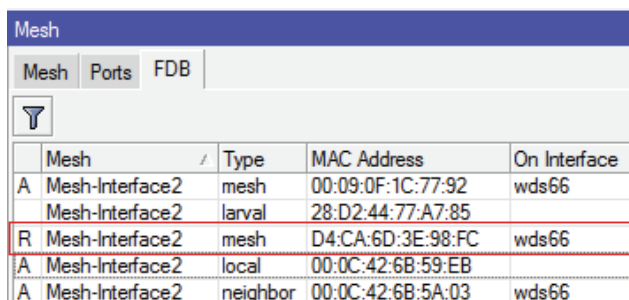 Mesh
Mesh Ports FDB
Mesh Type MAC Address On Interface
A Mesh-Interface2 mesh 00:09:0F:1C:77:92 wds66
Mesh-Interface2 larval 28:D2:44:77:A7:85
R Mesh-Interface2 mesh D4:CA:6D:3E:98:FC wds66
A Mesh-Interface2 local 00:0C:42:6B:59:EB
A Mesh-Interface2 neighbor 00:0C:42:6B:5A:03 wds66